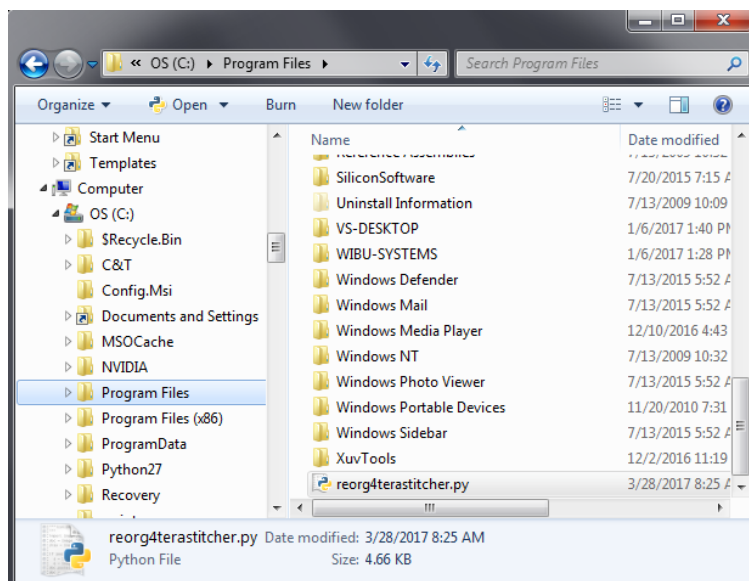 « OS (C:) ▸ Program Files ▸ Search Program Files
Organize Open Burn New folder
Start Menu
Templates
Computer
OS (C:)
$Recycle.Bin
C&T
Config.Msi
Documents and Settings
MSOCache
NVIDIA
Program Files
Program Files (x86)
ProgramData
Python27
Recovery
Name Date modified
SiliconSoftware 7/20/2015 7:15 A
Uninstall Information 7/13/2009 10:09
VS-DESKTOP 1/6/2017 1:40 PM
WIBU-SYSTEMS 1/6/2017 1:28 PM
Windows Defender 7/13/2015 5:52 A
Windows Mail 7/13/2015 5:52 A
Windows Media Player 12/10/2016 4:43
Windows NT 7/13/2009 10:32
Windows Photo Viewer 7/13/2015 5:52 A
Windows Portable Devices 11/20/2010 7:31
Windows Sidebar 7/13/2015 5:52 A
XuvTools 12/2/2016 11:19
reorg4terastitcher.py 3/28/2017 8:25 A
reorg4terastitcher.py Date modified: 3/28/2017 8:25 AM
Python File Size: 4.66 KB